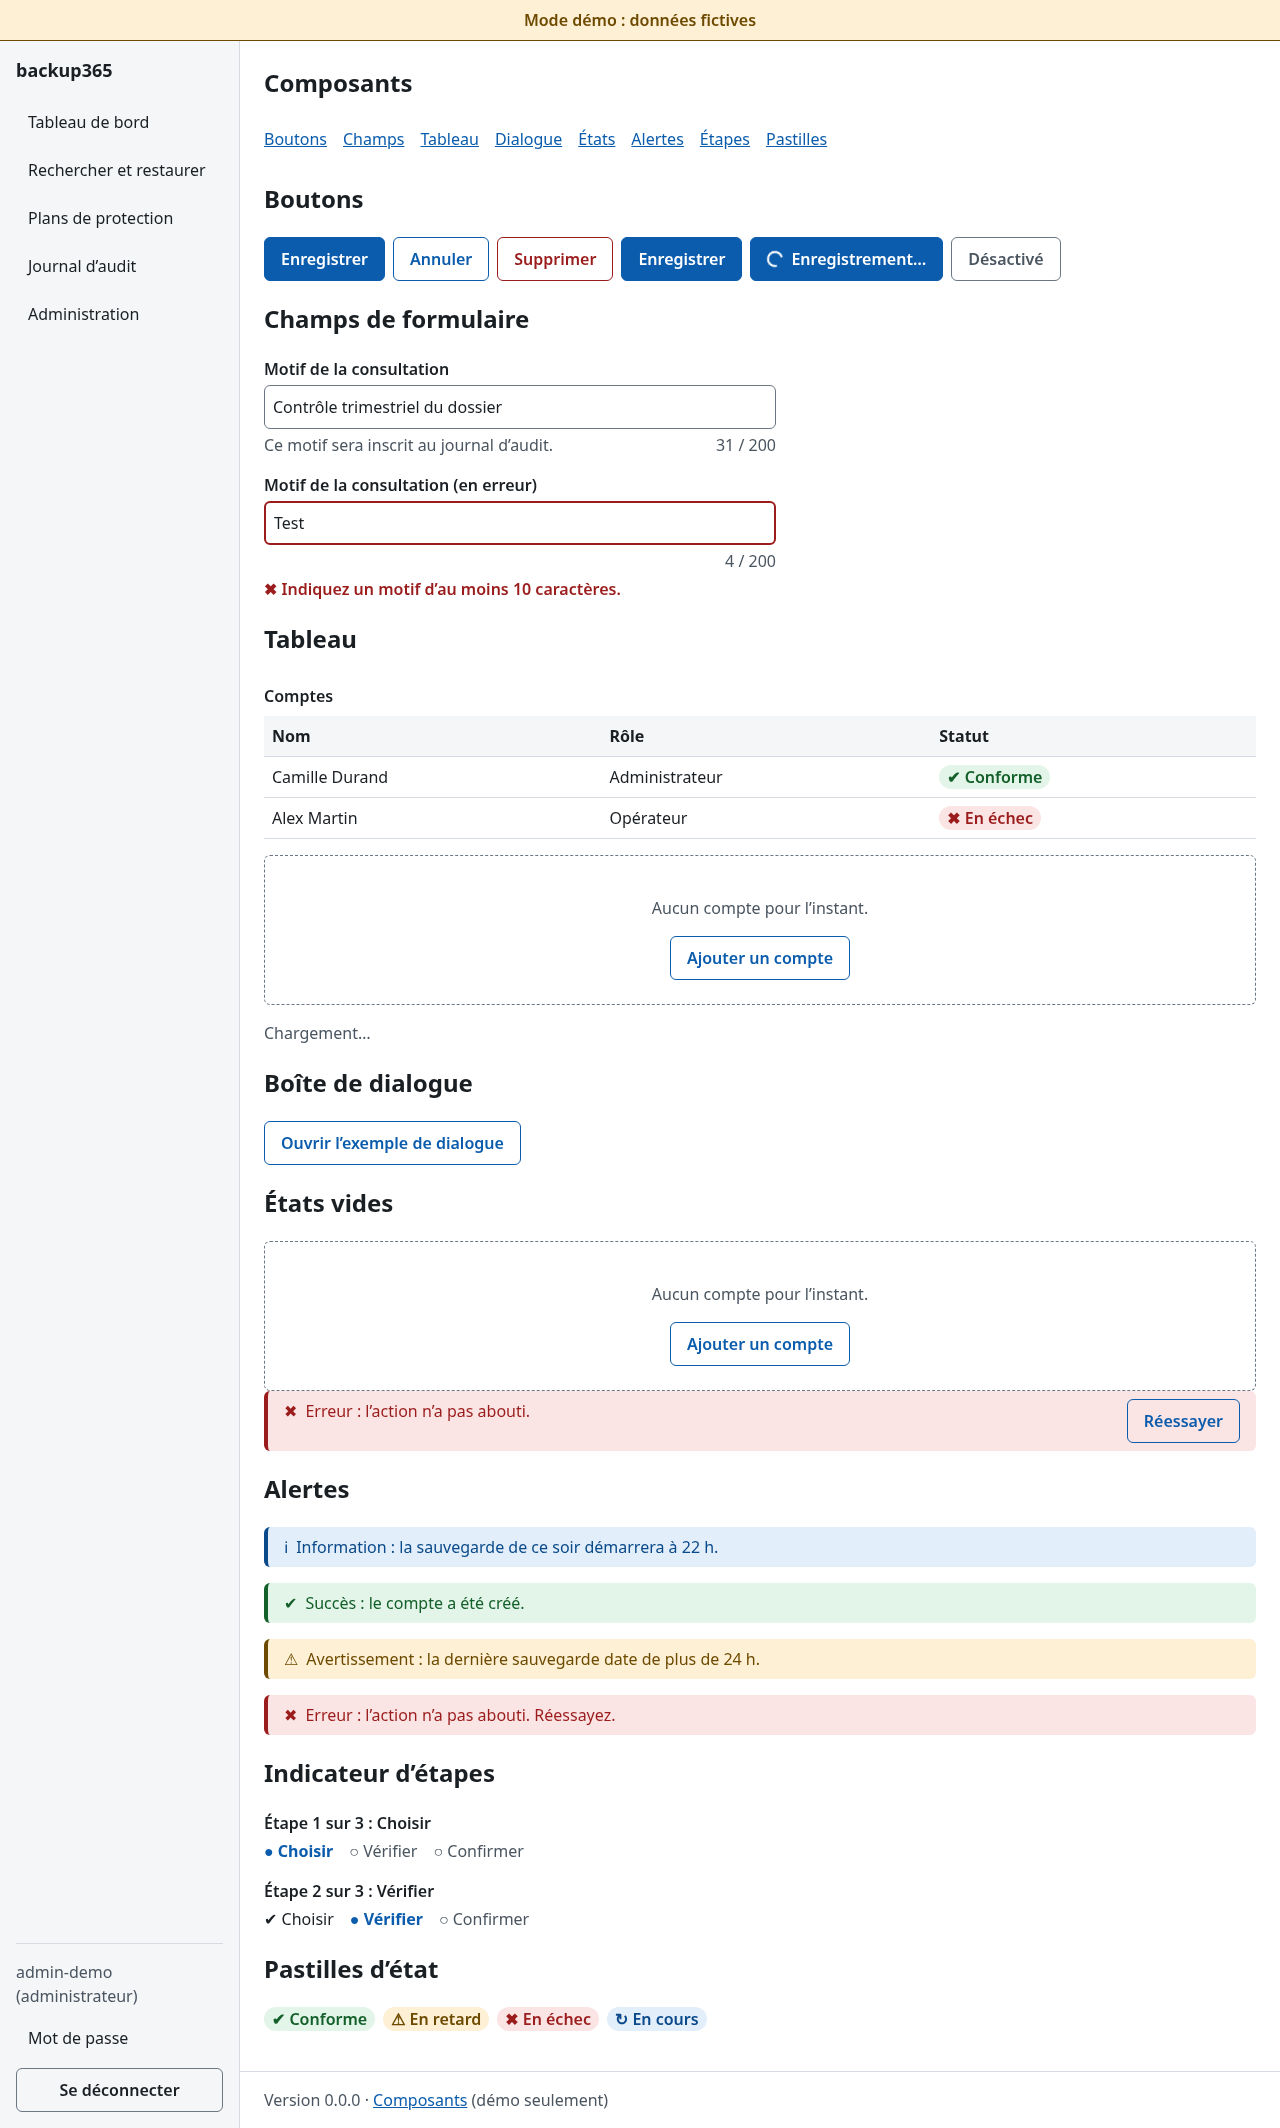 Mode démo : données fictives
backup365
Tableau de bord
Rechercher et restaurer
Plans de protection
Journal d’audit
Administration
admin-demo
(administrateur)
Mot de passe
Se déconnecter
Composants
Boutons Champs Tableau Dialogue États Alertes Étapes Pastilles
Boutons
Enregistrer Annuler Supprimer Enregistrer Enregistrement… Désactivé
Champs de formulaire
Motif de la consultation
Contrôle trimestriel du dossier
Ce motif sera inscrit au journal d’audit. 31 / 200
Motif de la consultation (en erreur)
Test
4 / 200
✖ Indiquez un motif d’au moins 10 caractères.
Tableau
Comptes
Nom Rôle Statut
Camille Durand Administrateur ✔ Conforme
Alex Martin Opérateur ✖ En échec
Aucun compte pour l’instant.
Ajouter un compte
Chargement…
Boîte de dialogue
Ouvrir l’exemple de dialogue
États vides
Aucun compte pour l’instant.
Ajouter un compte
✖ Erreur : l’action n’a pas abouti. Réessayer
Alertes
i Information : la sauvegarde de ce soir démarrera à 22 h.
✔ Succès : le compte a été créé.
⚠ Avertissement : la dernière sauvegarde date de plus de 24 h.
✖ Erreur : l’action n’a pas abouti. Réessayez.
Indicateur d’étapes
Étape 1 sur 3 : Choisir
● Choisir ○ Vérifier ○ Confirmer
Étape 2 sur 3 : Vérifier
✔ Choisir ● Vérifier ○ Confirmer
Pastilles d’état
✔ Conforme ⚠ En retard ✖ En échec ↻ En cours
Version 0.0.0 · Composants (démo seulement)